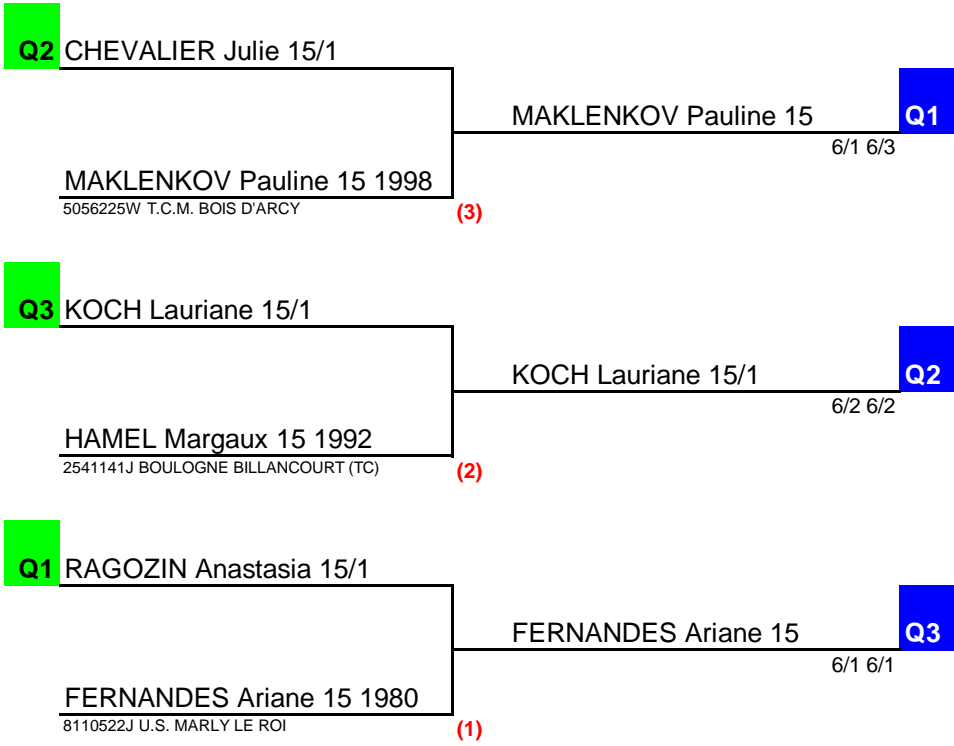 Q2 CHEVALIER Julie 15/1
MAKLENKOV Pauline 15 Q1
6/1 6/3
MAKLENKOV Pauline 15 1998
5056225W T.C.M. BOIS D'ARCY (3)
Q3 KOCH Lauriane 15/1
KOCH Lauriane 15/1 Q2
6/2 6/2
HAMEL Margaux 15 1992
2541141J BOULOGNE BILLANCOURT (TC) (2)
Q1 RAGOZIN Anastasia 15/1
FERNANDES Ariane 15 Q3
6/1 6/1
FERNANDES Ariane 15 1980
8110522J U.S. MARLY LE ROI (1)